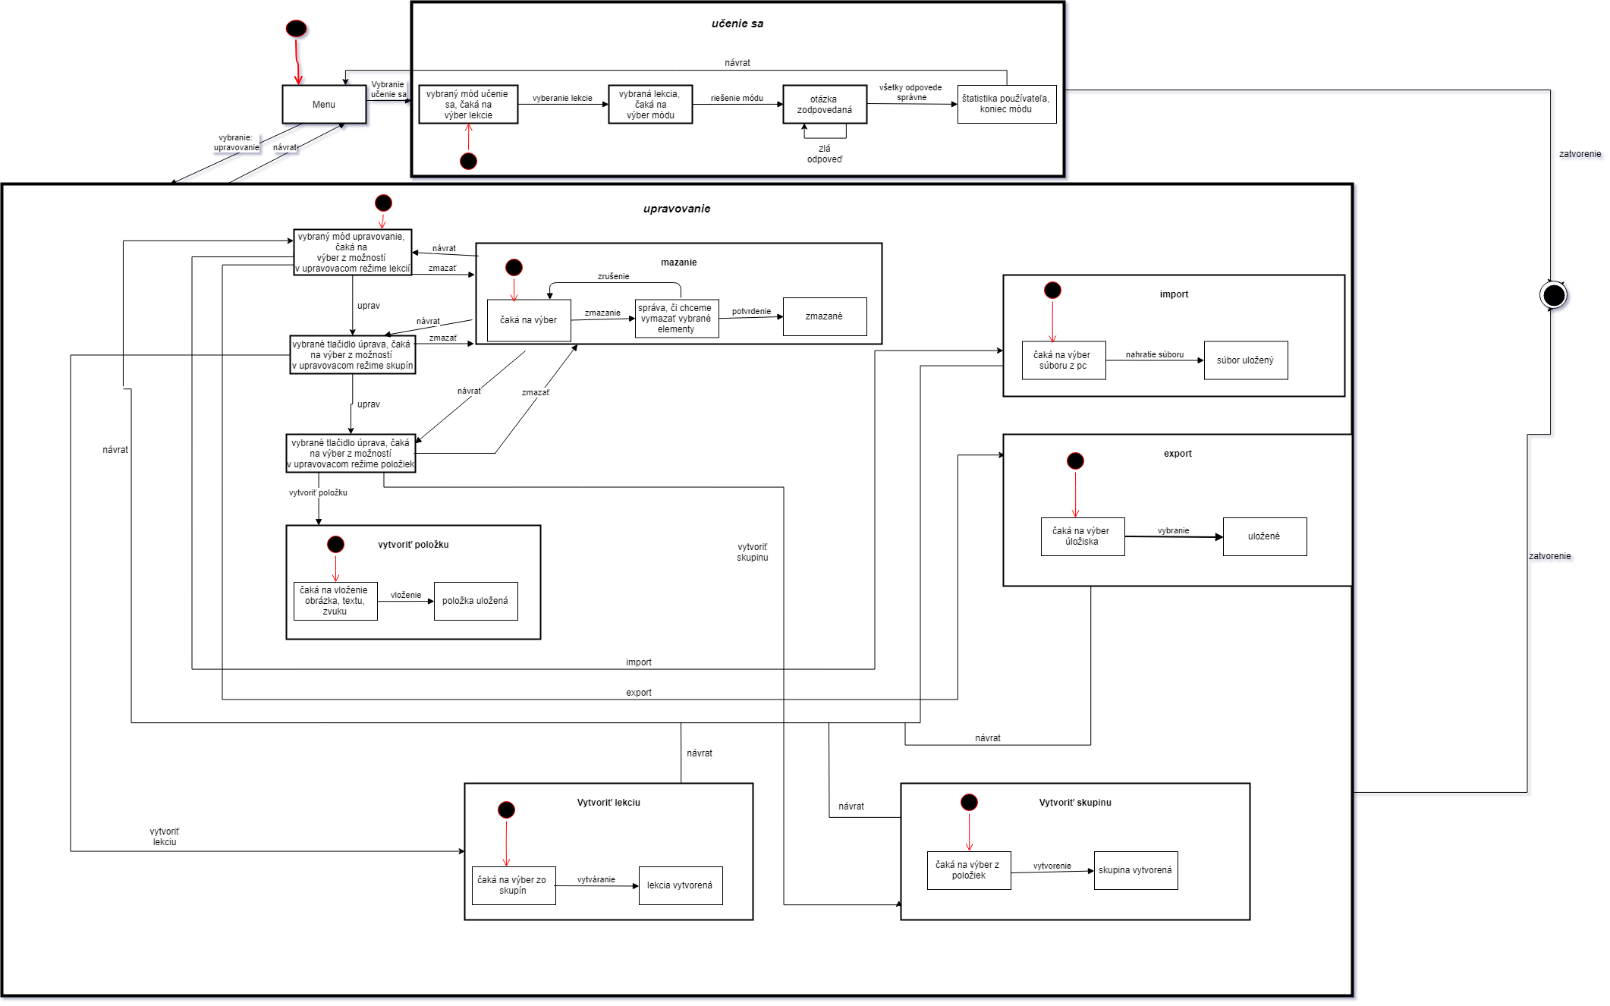 učenie sa
návrat
Menu
Vybranie
učenie sa
vybraný mód učenie
sa, čaká na
výber lekcie
vyberanie lekcie
vybraná lekcia,
čaká na
výber módu
riešenie módu
otázka
zodpovedaná
všetky odpovede
správne
štatistika používateľa,
koniec módu
zlá
odpoveď
vybranie:
upravovanie
návrat
zatvorenie
upravovanie
vybraný mód upravovanie,
čaká na
výber z možností
v upravovacom režime lekcií
návrat
zmazať
mazanie
zrušenie
čaká na výber
zmazanie
správa, či chceme
vymazať vybrané
elementy
potvrdenie
zmazané
import
čaká na výber
súboru z pc
nahratie súboru
súbor uložený
uprav
návrat
zmazať
vybrané tlačidlo úprava, čaká
na výber z možností
v upravovacom režime skupín
uprav
návrat
zmazať
vybrané tlačidlo úprava, čaká
na výber z možností
v upravovacom režime položiek
návrat
export
čaká na výber
úložiska
vybranie
uložené
vytvoriť položku
vytvoriť položku
čaká na vloženie
obrázka, textu,
zvuku
vloženie
položka uložená
vytvoriť
skupinu
zatvorenie
import
export
návrat
návrat
Vytvoriť lekciu
čaká na výber zo
skupín
vytváranie
lekcia vytvorená
vytvoriť
lekciu
návrat
Vytvoriť skupinu
čaká na výber z
položiek
vytvorenie
skupina vytvorená